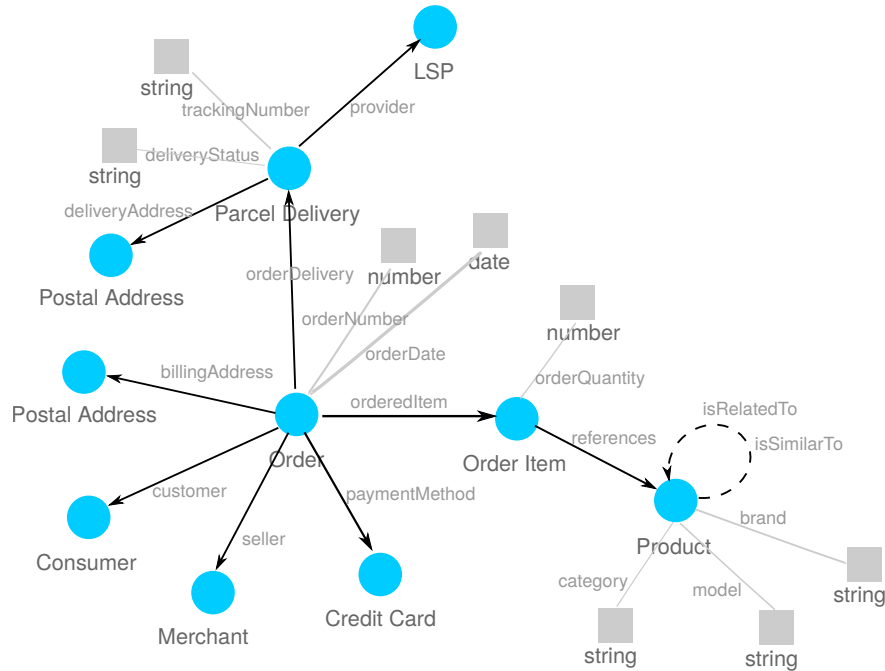 LSP
string
trackingNumber
provider
deliveryStatus
string
deliveryAddress
Parcel Delivery
Postal Address
orderDelivery
number
date
orderNumber
number
orderDate
billingAddress
orderQuantity
Postal Address
orderedItem
isRelatedTo
references
isSimilarTo
Order
Order Item
customer
paymentMethod
brand
seller
Product
Consumer
category
model
string
Credit Card
Merchant
string
string